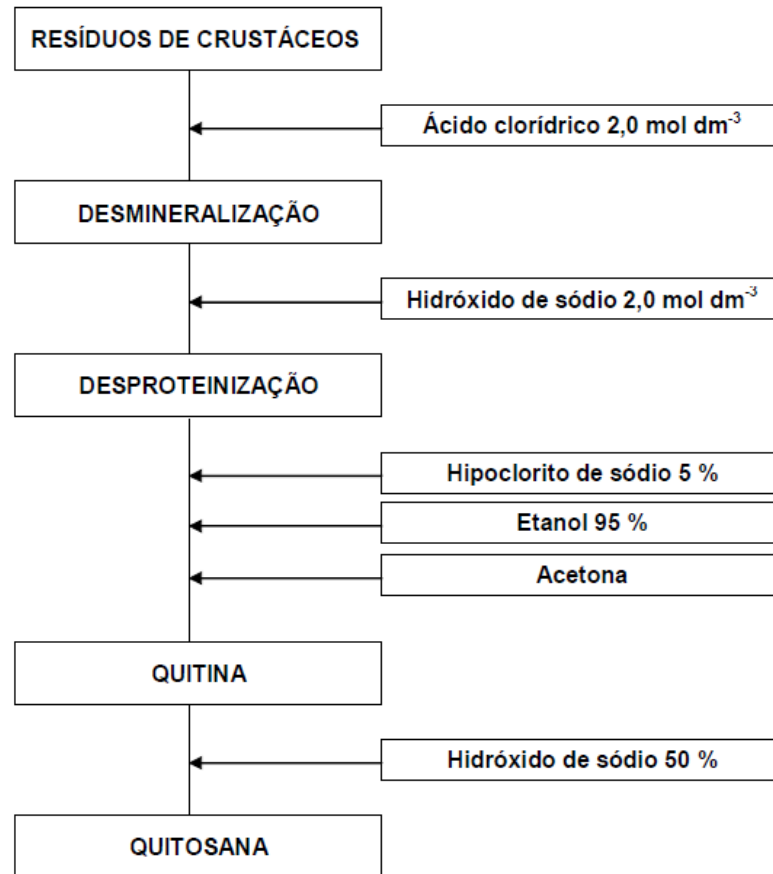 RESÍDUOS DE CRUSTÁCEOS
Ácido clorídrico 2,0 mol dm⁻³
DESMINERALIZAÇÃO
Hidróxido de sódio 2,0 mol dm⁻³
DESPROTEINIZAÇÃO
Hipoclorito de sódio 5 %
Etanol 95 %
Acetona
QUITINA
Hidróxido de sódio 50 %
QUITOSANA